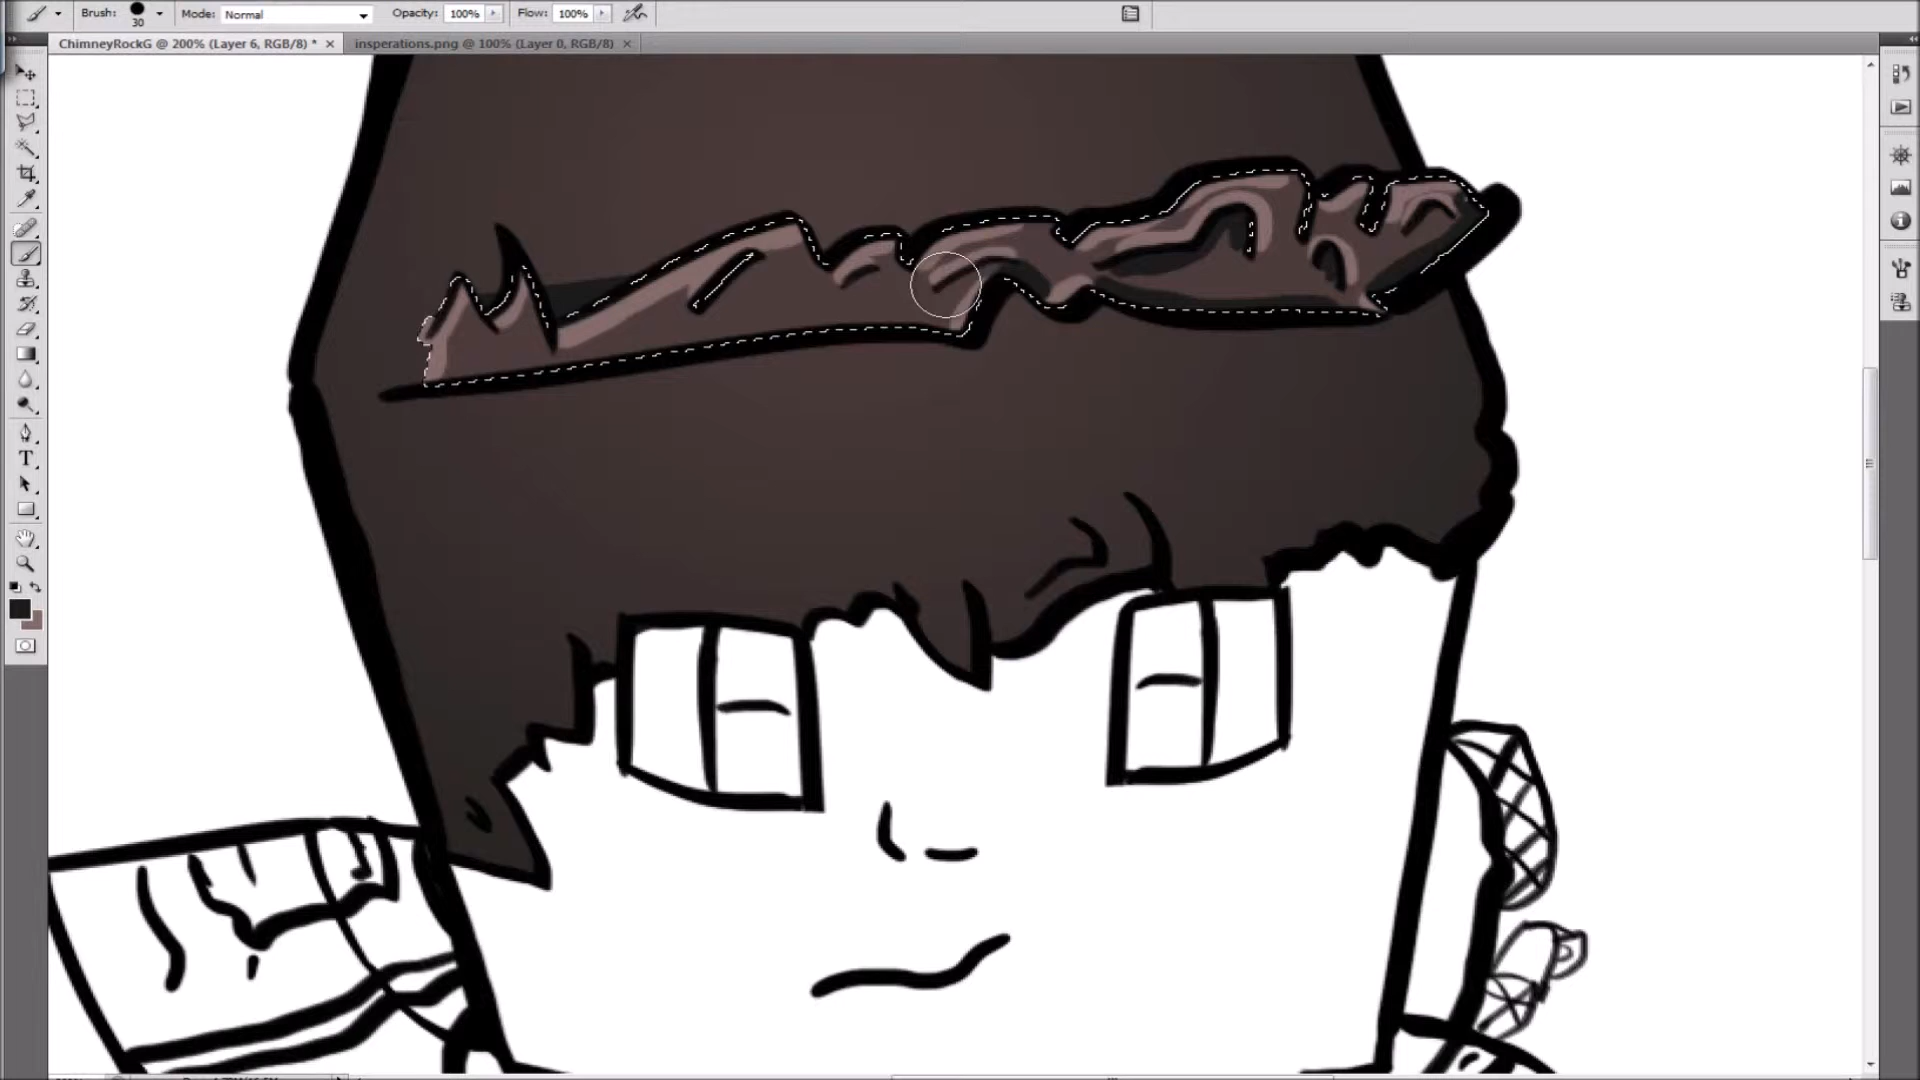 Brush: 30 Mode: Normal Opacity: 100% Flow: 100%
ChimneyRockG @ 200% (Layer 6, RGB/8) * × insperations.png @ 100% (Layer 0, RGB/8) ×
T